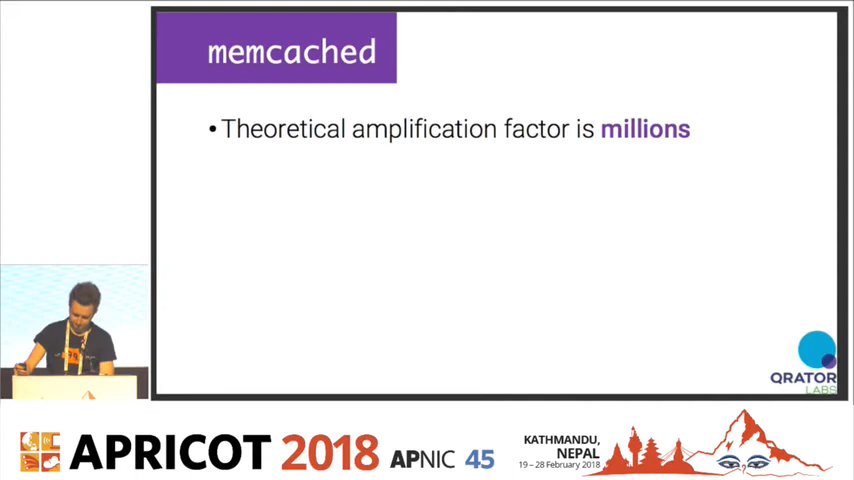 memcached
• Theoretical amplification factor is millions
QRATOR
LABS
APRICOT 2018 APNIC 45
KATHMANDU,
NEPAL
19 – 28 February 2018